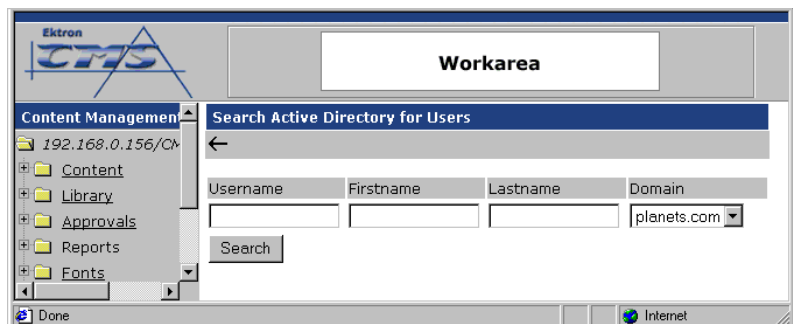 Ektron
CMS
Workarea
Content Managemen
Search Active Directory for Users
192.168.0.156/CM
Content
Library
Approvals
Reports
Fonts
Username Firstname Lastname Domain
planets.com
Search
Done
Internet